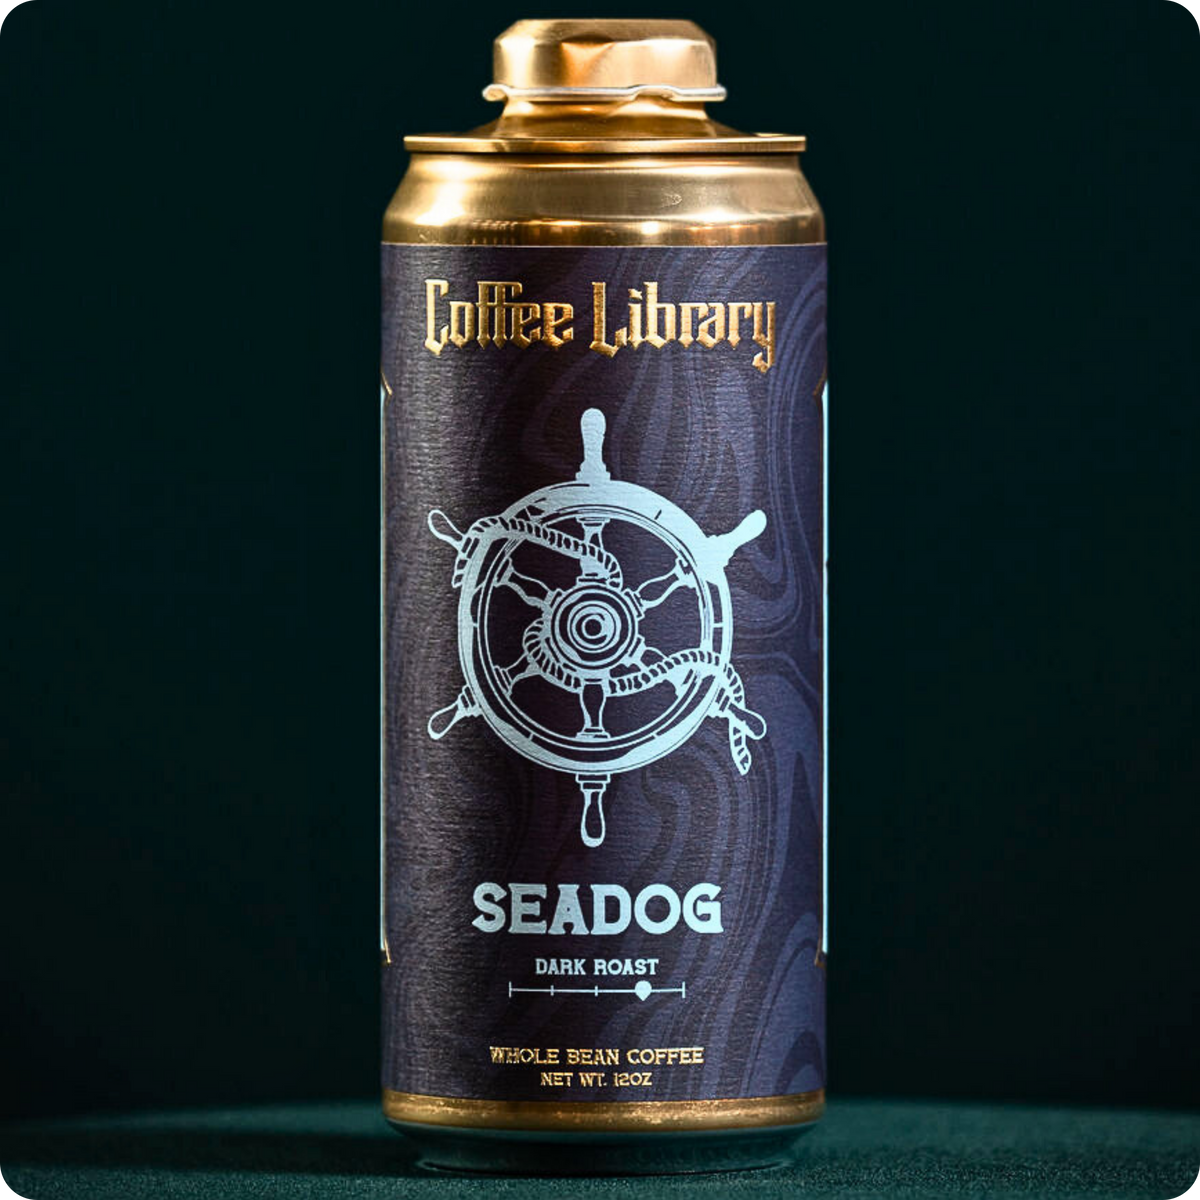 Coffee Library
SEADOG
DARK ROAST
WHOLE BEAN COFFEE
NET WT. 12OZ